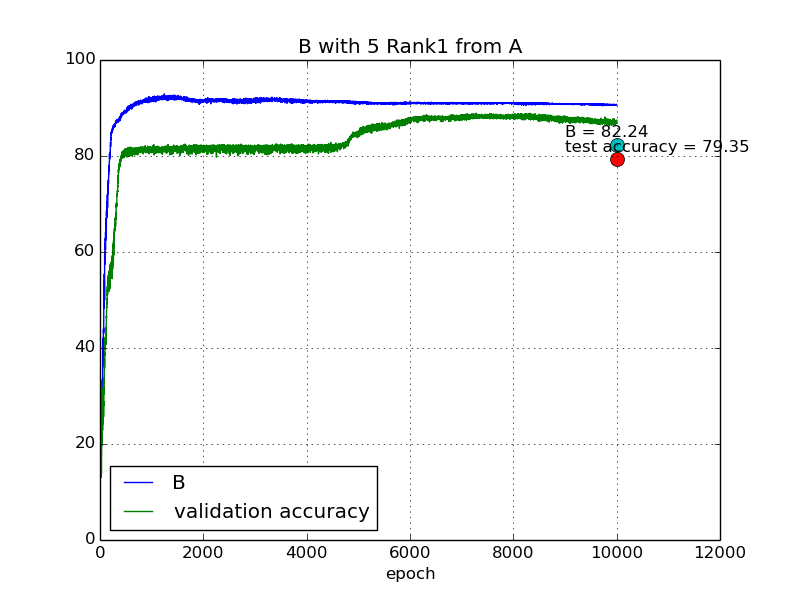 B with 5 Rank1 from A
100
80
60
40
20
0
B = 82.24
test accuracy = 79.35
B
validation accuracy
0 2000 4000 6000 8000 10000 12000
epoch